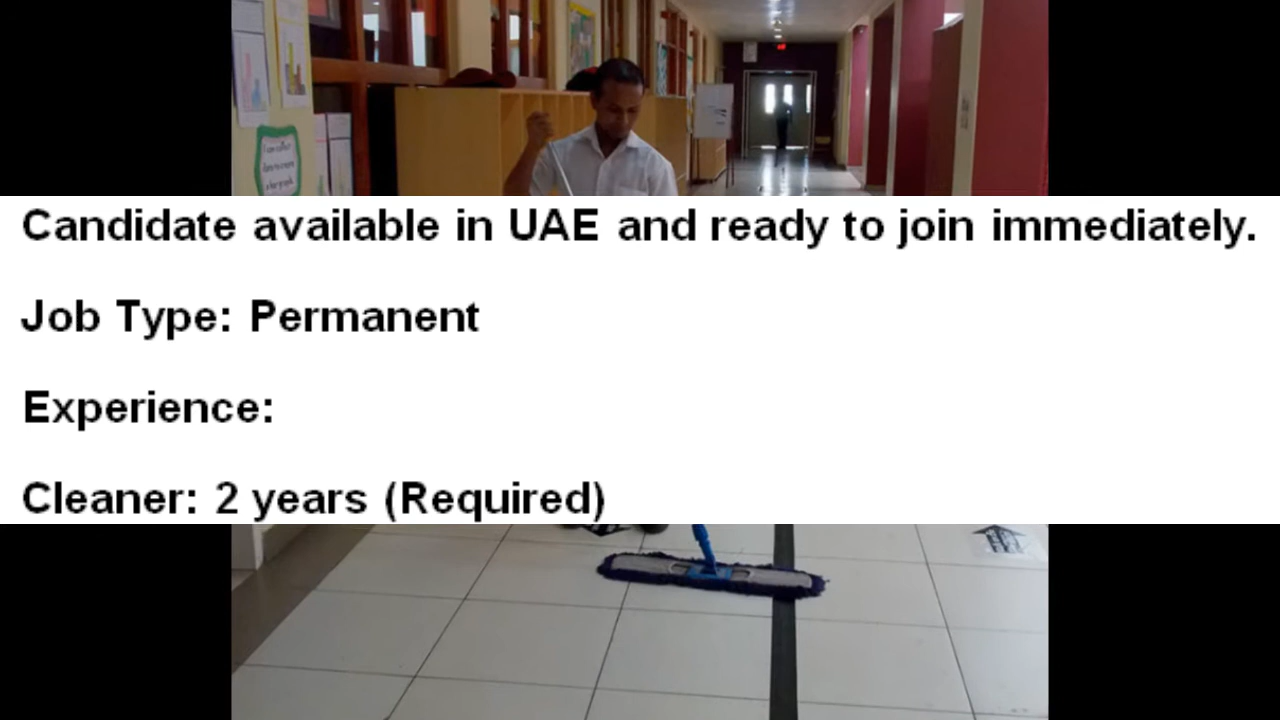 Candidate available in UAE and ready to join immediately.
Job Type: Permanent
Experience:
Cleaner: 2 years (Required)